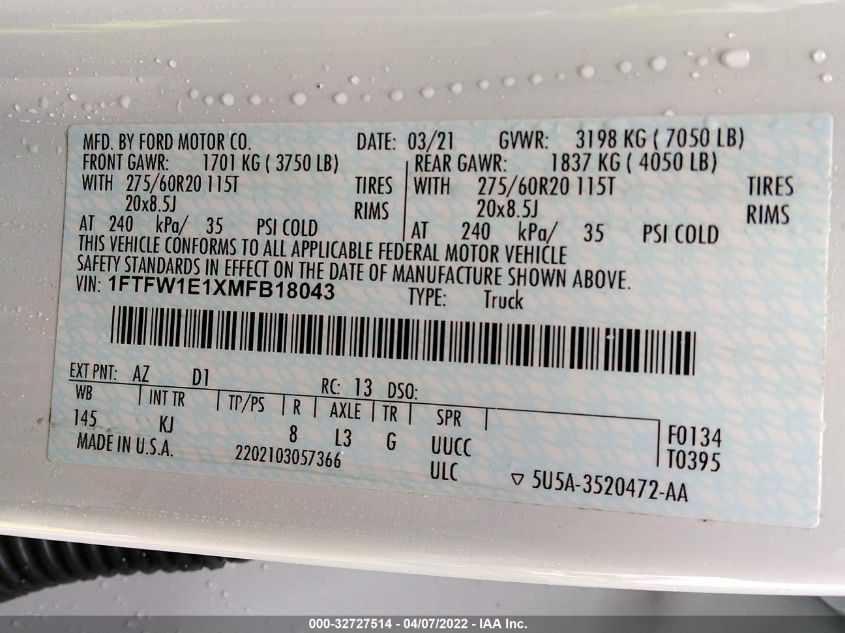 MFD. BY FORD MOTOR CO. DATE: 03/21 GVWR: 3198 KG ( 7050 LB)
FRONT GAWR: 1701 KG ( 3750 LB) REAR GAWR: 1837 KG ( 4050 LB)
WITH 275/60R20 115T TIRES WITH 275/60R20 115T TIRES
20x8.5J RIMS 20x8.5J RIMS
AT 240 kPa/ 35 PSI COLD AT 240 kPa/ 35 PSI COLD
THIS VEHICLE CONFORMS TO ALL APPLICABLE FEDERAL MOTOR VEHICLE
SAFETY STANDARDS IN EFFECT ON THE DATE OF MANUFACTURE SHOWN ABOVE.
VIN: 1FTFW1E1XMFB18043 TYPE: Truck
EXT PNT: AZ D1 RC: 13 DSO:
WB INT TR TP/PS R AXLE TR SPR
145 KJ 8 L3 G UUCC F0134
MADE IN U.S.A. 2202103057366 ULC T0395
▽ 5U5A-3520472-AA
000-32727514 - 04/07/2022 - IAA Inc.